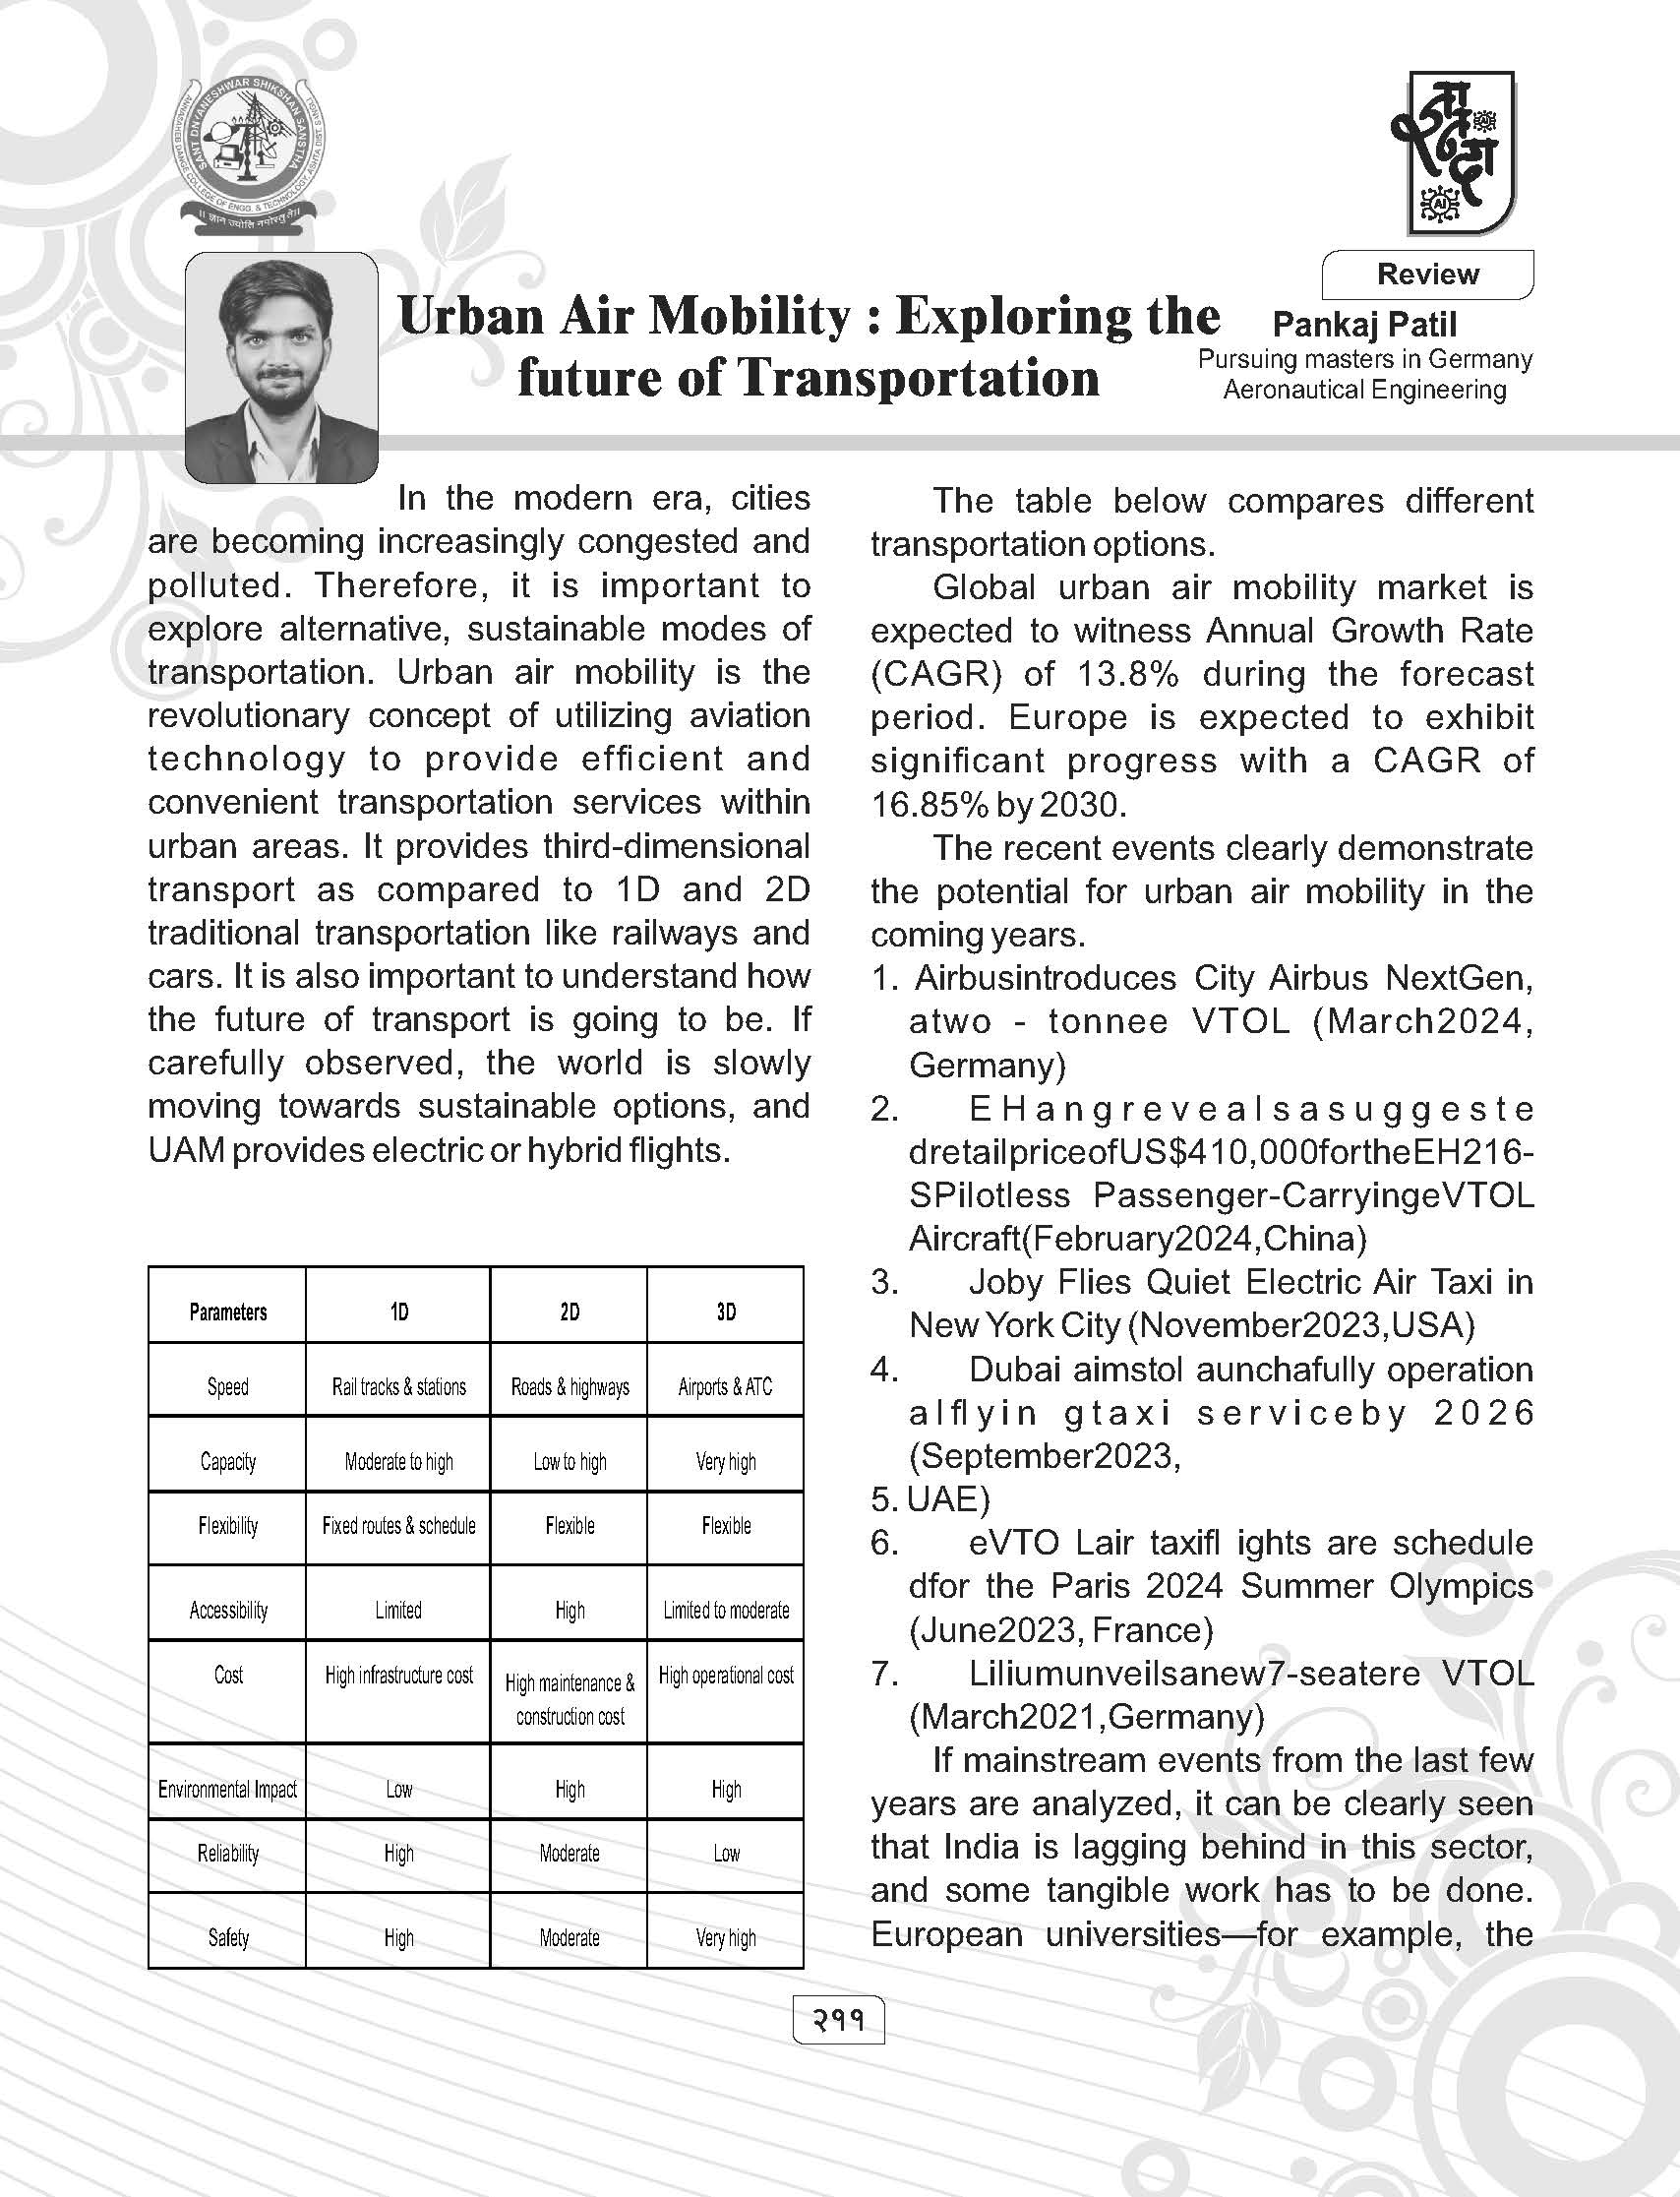 SANT DNYANESHWAR SHIKSHAN SANSTHA
ANNASAHEB DANGE COLLEGE OF ENGG. & TECHNOLOGY, ASHTA DIST. SANGLI
AI
AI
Review
Urban Air Mobility : Exploring the
future of Transportation
Pankaj Patil
Pursuing masters in Germany
Aeronautical Engineering
In the modern era, cities
are becoming increasingly congested and
polluted. Therefore, it is important to
explore alternative, sustainable modes of
transportation. Urban air mobility is the
revolutionary concept of utilizing aviation
technology to provide efficient and
convenient transportation services within
urban areas. It provides third-dimensional
transport as compared to 1D and 2D
traditional transportation like railways and
cars. It is also important to understand how
the future of transport is going to be. If
carefully observed, the world is slowly
moving towards sustainable options, and
UAM provides electric or hybrid flights.
Parameters 1D 2D 3D
Speed Rail tracks & stations Roads & highways Airports & ATC
Capacity Moderate to high Low to high Very high
Flexibility Fixed routes & schedule Flexible Flexible
Accessibility Limited High Limited to moderate
Cost High infrastructure cost High maintenance & High operational cost
construction cost
Environmental Impact Low High High
Reliability High Moderate Low
Safety High Moderate Very high
The table below compares different
transportation options.
Global urban air mobility market is
expected to witness Annual Growth Rate
(CAGR) of 13.8% during the forecast
period. Europe is expected to exhibit
significant progress with a CAGR of
16.85% by 2030.
The recent events clearly demonstrate
the potential for urban air mobility in the
coming years.
1. Airbusintroduces City Airbus NextGen,
atwo - tonnee VTOL (March2024,
Germany)
2. E H a n g r e v e a l s a s u g g e s t e
dretailpriceofUS$410,000fortheEH216-
SPilotless Passenger-CarryingeVTOL
Aircraft(February2024,China)
3. Joby Flies Quiet Electric Air Taxi in
New York City (November2023,USA)
4. Dubai aimstol aunchafully operation
alflyin gtaxi serviceby 2026
(September2023,
5. UAE)
6. eVTO Lair taxifl ights are schedule
dfor the Paris 2024 Summer Olympics
(June2023, France)
7. Liliumunveilsanew7-seatere VTOL
(March2021,Germany)
If mainstream events from the last few
years are analyzed, it can be clearly seen
that India is lagging behind in this sector,
and some tangible work has to be done.
European universities—for example, the
२११